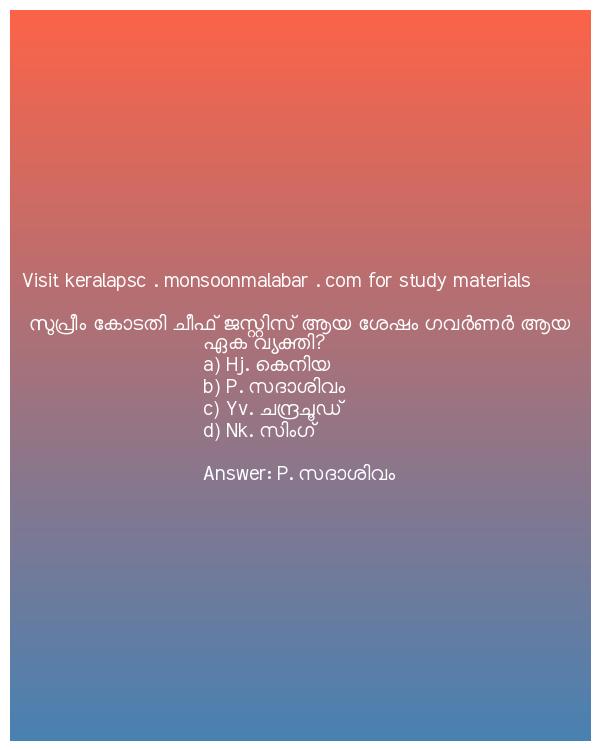 Visit keralapsc . monsoonmalabar . com for study materials
സുപ്രീം കോടതി ചീഫ് ജസ്റ്റിസ് ആയ ശേഷം ഗവർണർ ആയ
ഏക വ്യക്തി?
a) Hj. കെനിയ
b) P. സദാശിവം
c) Yv. ചന്ദ്രചൂഡ്
d) Nk. സിംഗ്
Answer: P. സദാശിവം